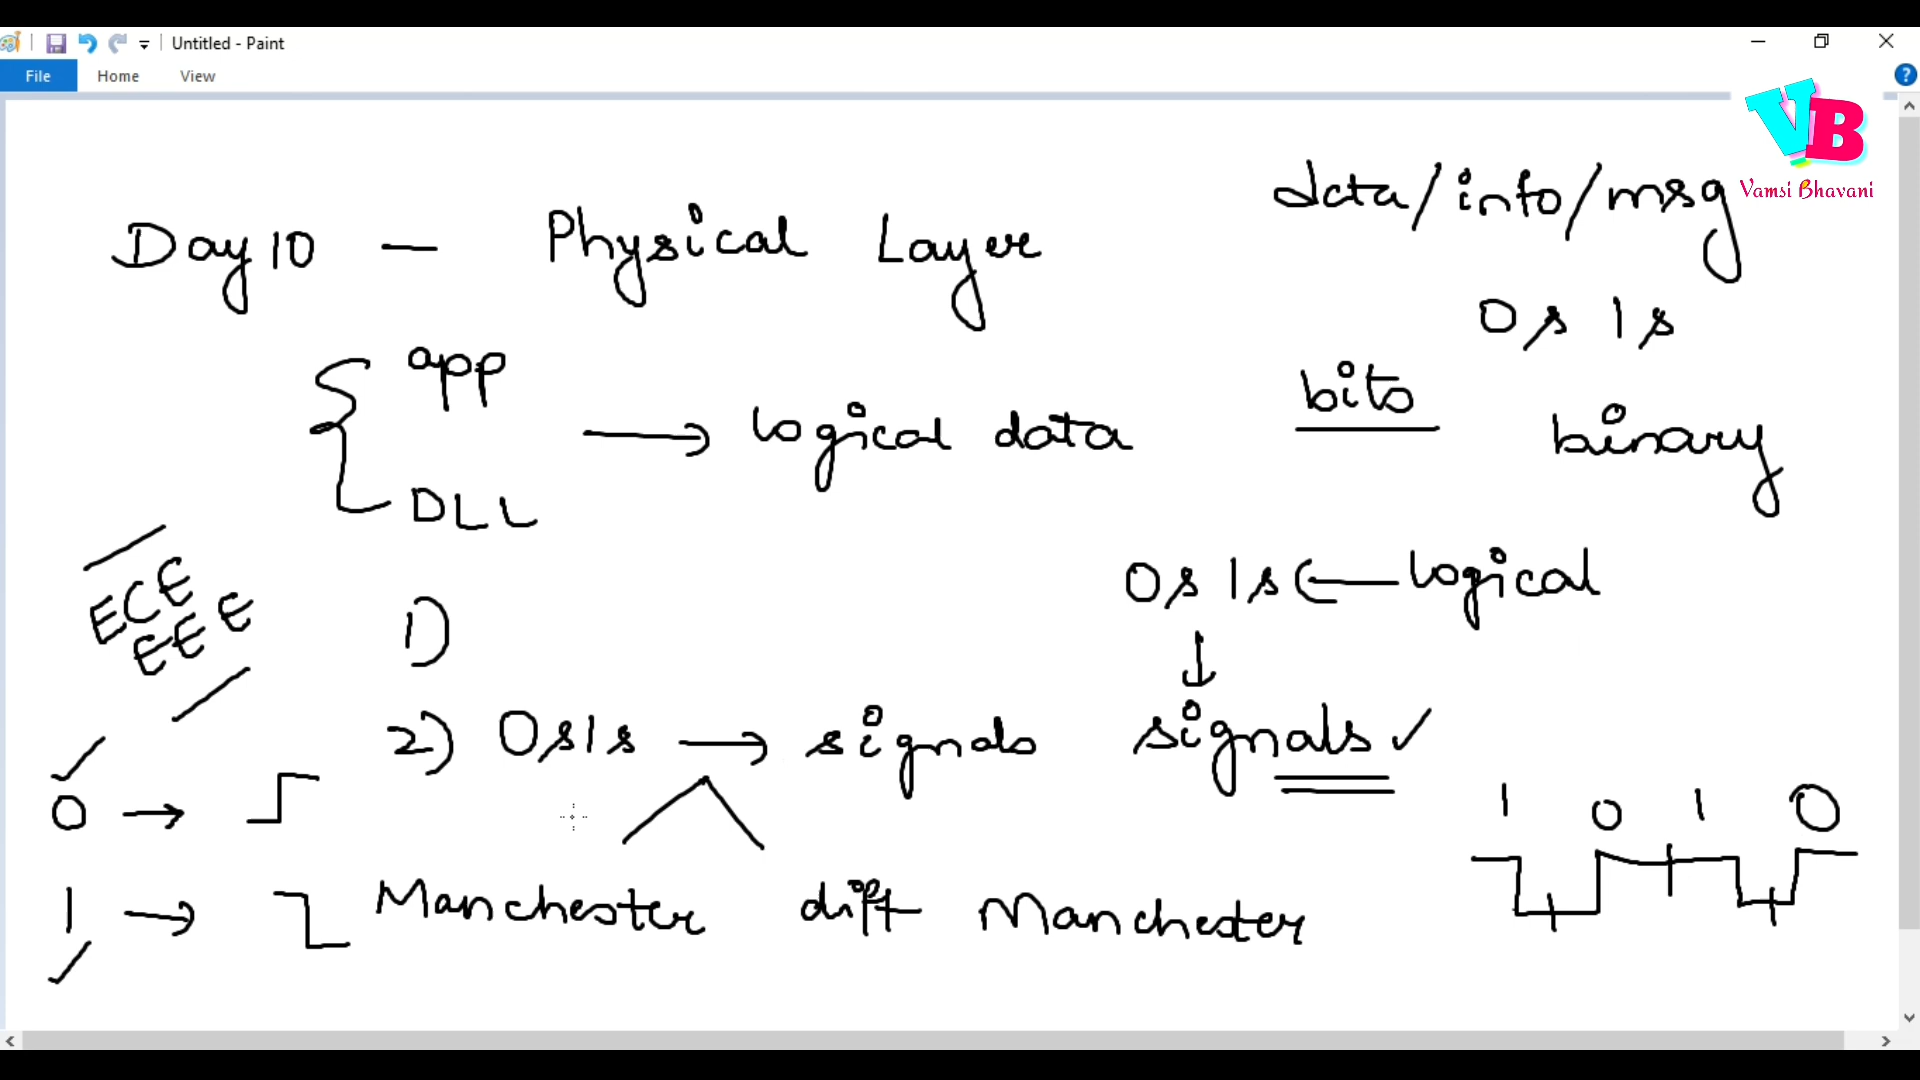 Untitled - Paint
File Home View
VB
Vamsi Bhavani
data/info/msg
Day 10 — Physical Layer
0s 1s
app
bits
→ logical data
binary
DLL
ECE
EEE
0s 1s ← logical
1)
↓
2) 0s1s → signals signals ✓
✓
0 →
1 0 1 0
1 → Manchester diff Manchester
✓